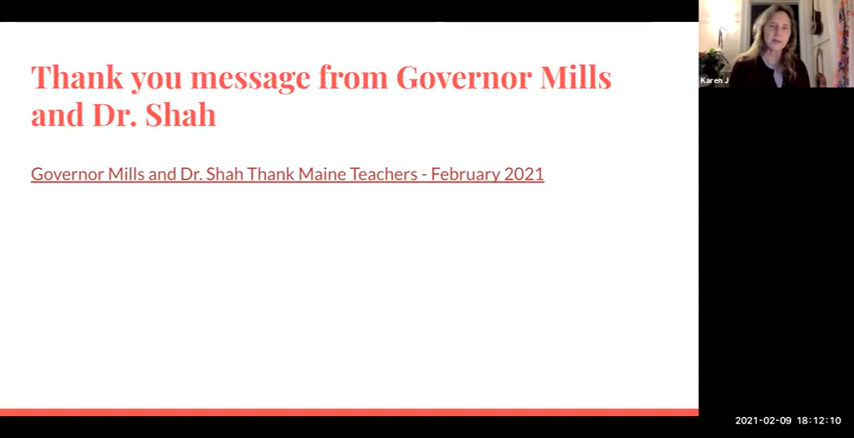 Thank you message from Governor Mills
and Dr. Shah
Governor Mills and Dr. Shah Thank Maine Teachers - February 2021
Karen J
2021-02-09 18:12:10